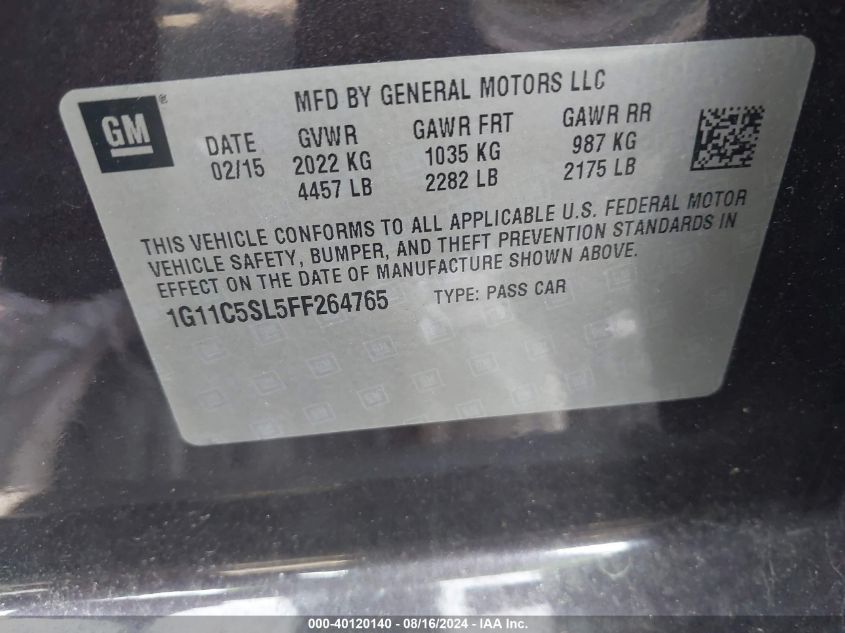 MFD BY GENERAL MOTORS LLC
GM ®
DATE GVWR GAWR FRT GAWR RR
02/15 2022 KG 1035 KG 987 KG
4457 LB 2282 LB 2175 LB
THIS VEHICLE CONFORMS TO ALL APPLICABLE U.S. FEDERAL MOTOR
VEHICLE SAFETY, BUMPER, AND THEFT PREVENTION STANDARDS IN
EFFECT ON THE DATE OF MANUFACTURE SHOWN ABOVE.
1G11C5SL5FF264765 TYPE: PASS CAR
000-40120140 - 08/16/2024 - IAA Inc.